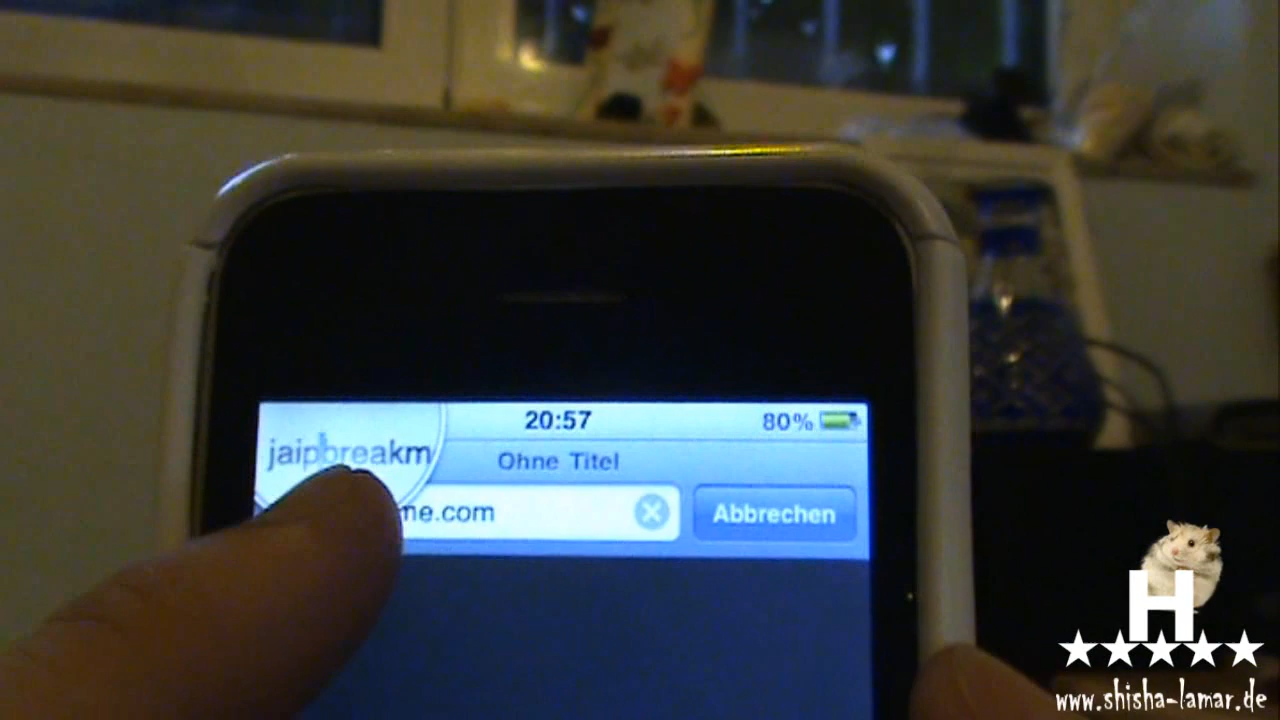 20:57
80%
jaipbreakm
Ohne Titel
me.com
Abbrechen
H
www.shisha-lamar.de